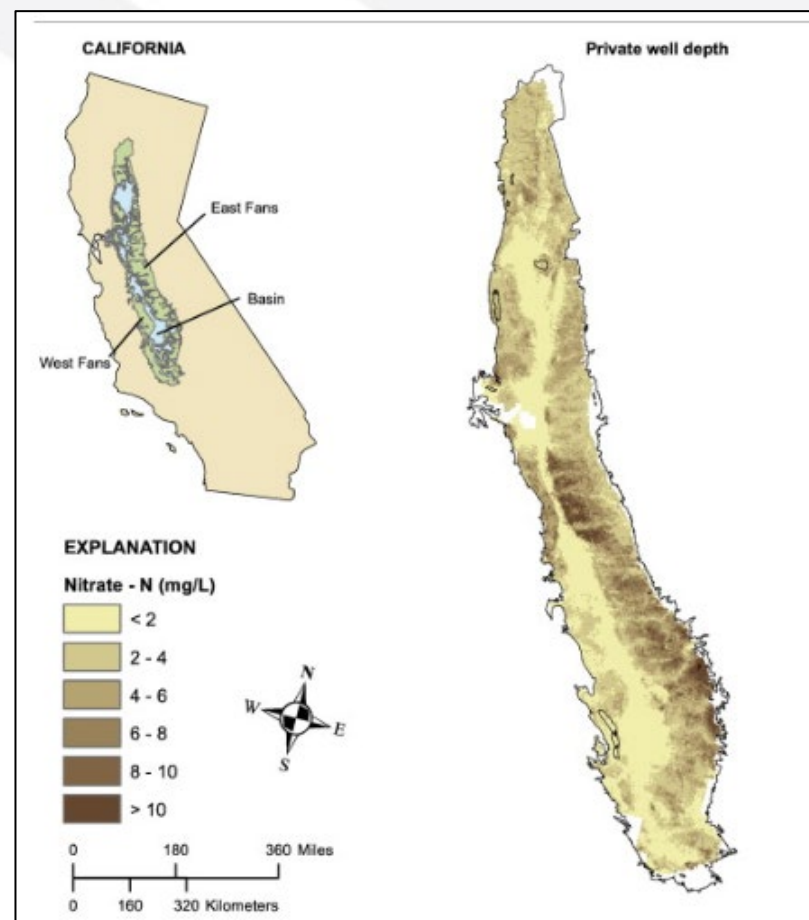 CALIFORNIA
Private well depth
East Fans
Basin
West Fans
EXPLANATION
Nitrate - N (mg/L)
< 2
2 - 4
4 - 6
6 - 8
8 - 10
> 10
N
W
E
S
0 180 360 Miles
0 160 320 Kilometers